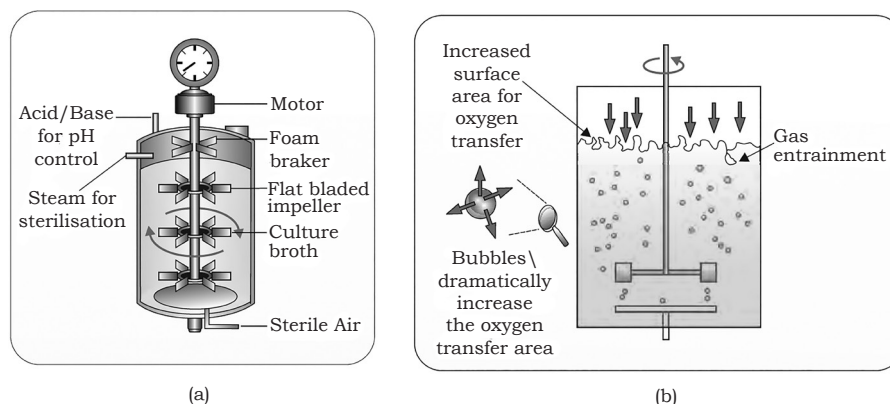 Acid/Base
for pH
control
Steam for
sterilisation
Motor
Foam
braker
Flat bladed
impeller
Culture
broth
Sterile Air
(a)
Increased
surface
area for
oxygen
transfer
Gas
entrainment
Bubbles\
dramatically
increase
the oxygen
transfer area
(b)